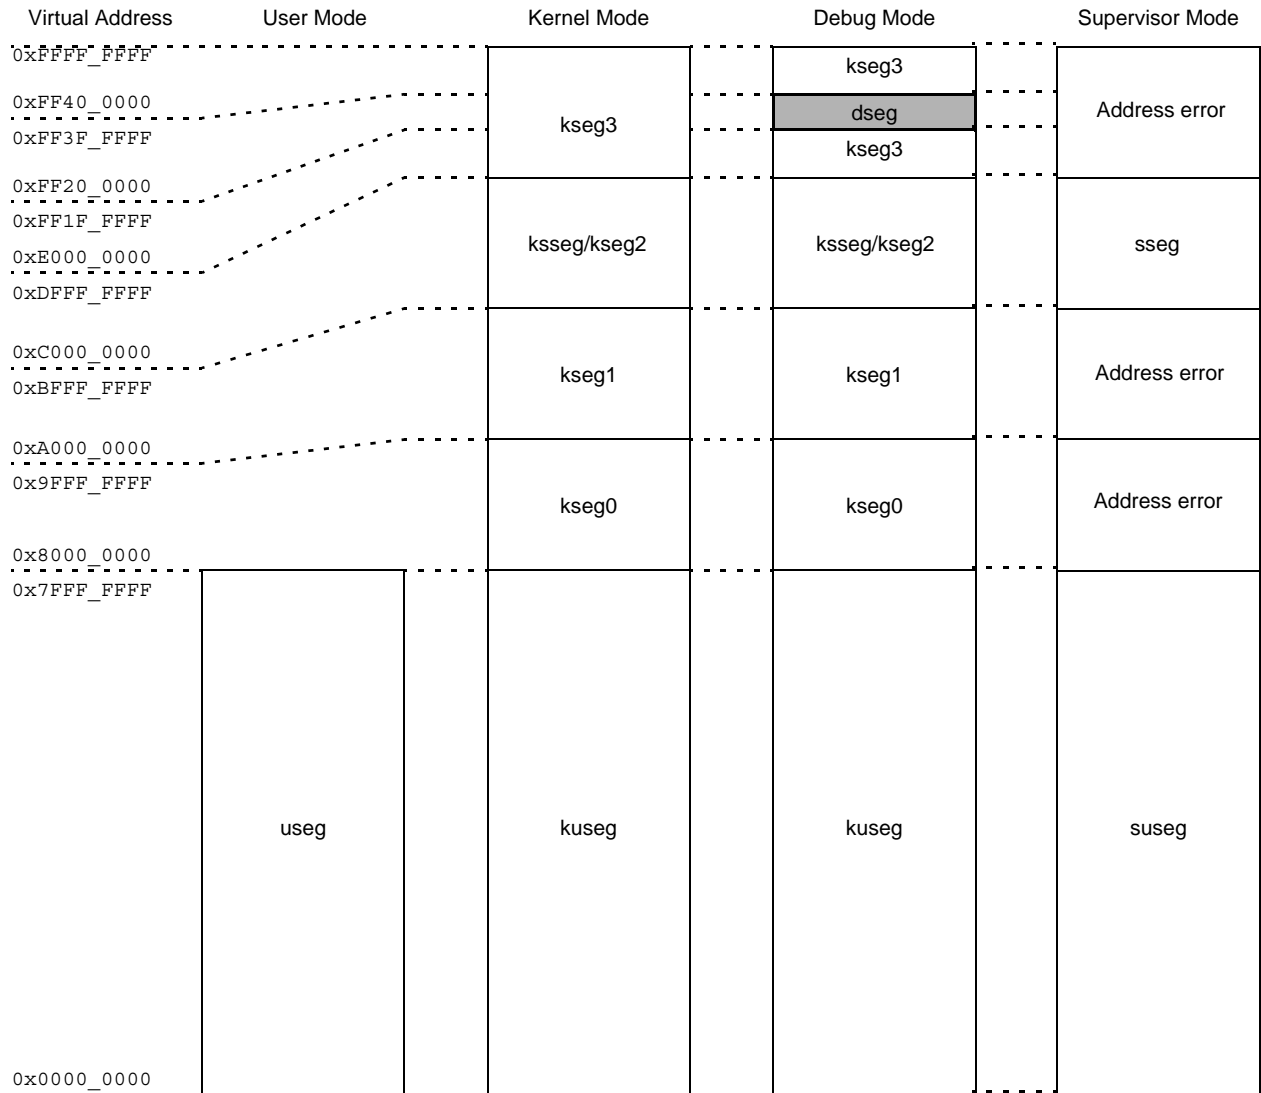 Virtual Address User Mode Kernel Mode Debug Mode Supervisor Mode
0xFFFF_FFFF
kseg3
0xFF40_0000
dseg
Address error
kseg3
0xFF3F_FFFF
kseg3
0xFF20_0000
0xFF1F_FFFF
ksseg/kseg2 ksseg/kseg2 sseg
0xE000_0000
0xDFFF_FFFF
0xC000_0000
kseg1 kseg1 Address error
0xBFFF_FFFF
0xA000_0000
0x9FFF_FFFF
kseg0 kseg0 Address error
0x8000_0000
0x7FFF_FFFF
useg kuseg kuseg suseg
0x0000_0000